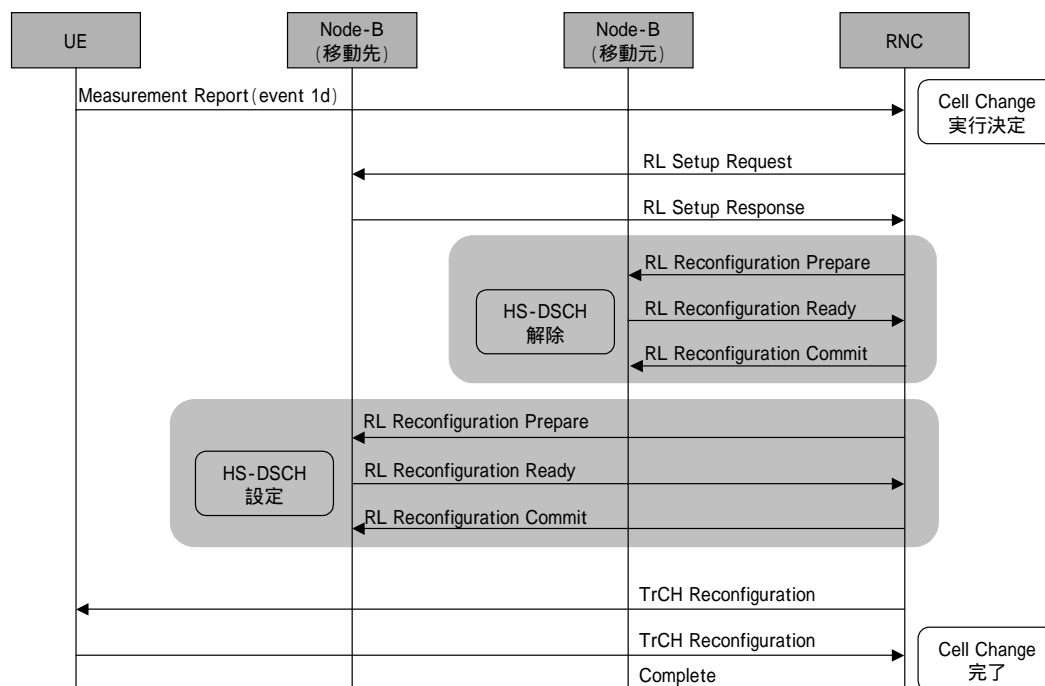 UE
Node-B
(移動先)
Node-B
(移動元)
RNC
Measurement Report(event 1d)
Cell Change
実行決定
RL Setup Request
RL Setup Response
RL Reconfiguration Prepare
HS-DSCH
解除
RL Reconfiguration Ready
RL Reconfiguration Commit
RL Reconfiguration Prepare
HS-DSCH
設定
RL Reconfiguration Ready
RL Reconfiguration Commit
TrCH Reconfiguration
TrCH Reconfiguration
Complete
Cell Change
完了